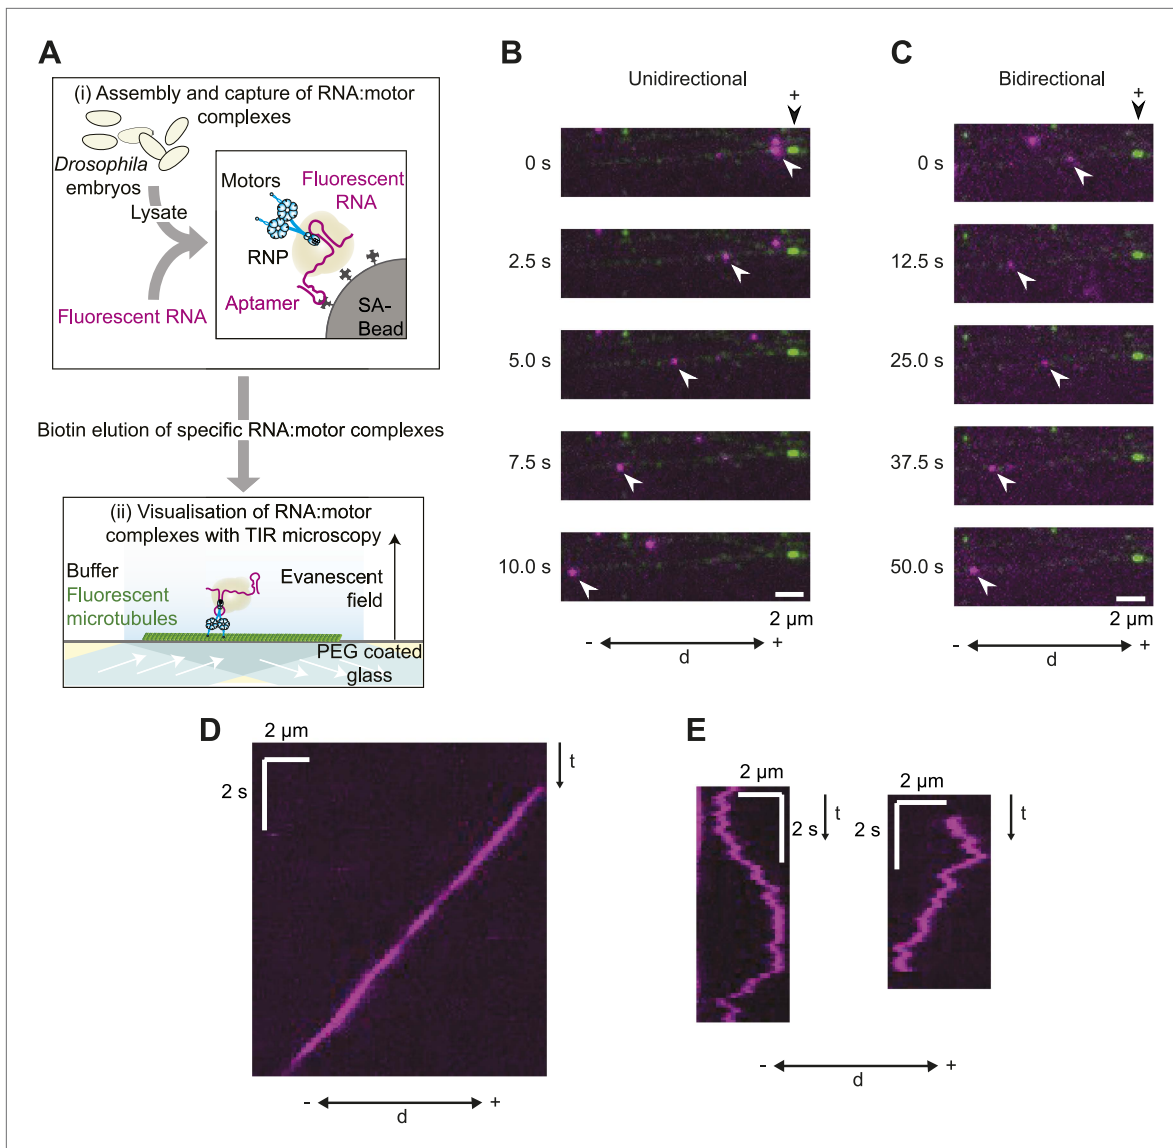 A
(i) Assembly and capture of RNA:motor
complexes
Drosophila
embryos
Lysate
Fluorescent RNA
Motors
Fluorescent
RNA
RNP
Aptamer
SA-
Bead
Biotin elution of specific RNA:motor complexes
(ii) Visualisation of RNA:motor
complexes with TIR microscopy
Buffer
Fluorescent
microtubules
Evanescent
field
PEG coated
glass
B
Unidirectional
+
0 s
2.5 s
5.0 s
7.5 s
10.0 s
2 µm
- +
d
C
Bidirectional
+
0 s
12.5 s
25.0 s
37.5 s
50.0 s
2 µm
- +
d
D
2 µm
2 s
t
- +
d
E
2 µm
2 s
t
2 µm
2 s
t
- +
d